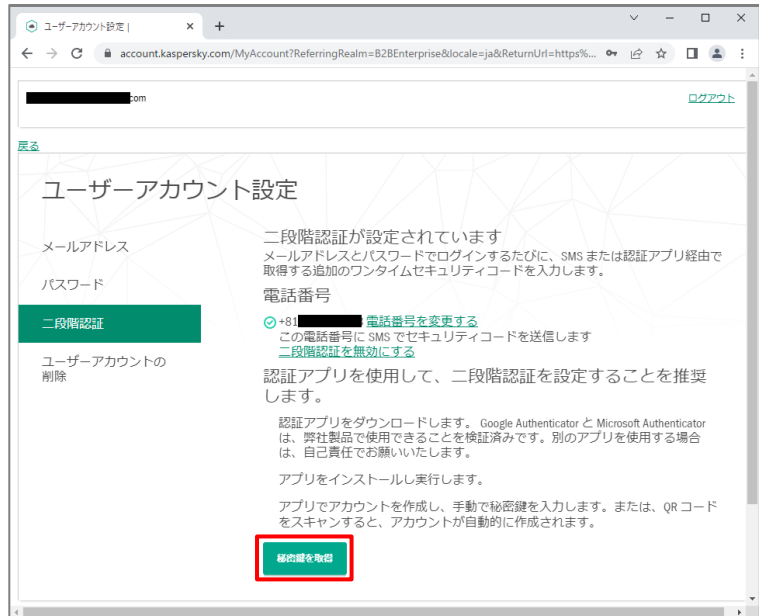 ユーザーアカウント設定 |
account.kaspersky.com/MyAccount?ReferringRealm=B2BEnterprise&locale=ja&ReturnUrl=https%...
com
ログアウト
戻る
ユーザーアカウント設定
メールアドレス
パスワード
二段階認証
ユーザーアカウントの
削除
二段階認証が設定されています
メールアドレスとパスワードでログインするたびに、SMS または認証アプリ経由で
取得する追加のワンタイムセキュリティコードを入力します。
電話番号
+81 電話番号を変更する
この電話番号に SMS でセキュリティコードを送信します
二段階認証を無効にする
認証アプリを使用して、二段階認証を設定することを推奨
します。
認証アプリをダウンロードします。 Google Authenticator と Microsoft Authenticator
は、弊社製品で使用できることを検証済みです。別のアプリを使用する場合
は、自己責任でお願いいたします。
アプリをインストールし実行します。
アプリでアカウントを作成し、手動で秘密鍵を入力します。または、QR コード
をスキャンすると、アカウントが自動的に作成されます。
秘密鍵を取得